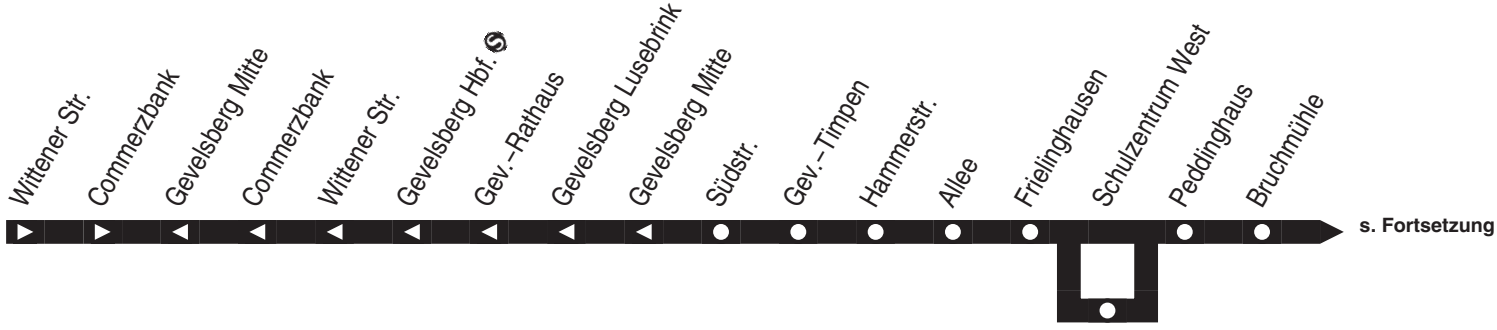 Wittener Str.
Commerzbank
Gevelsberg Mitte
Commerzbank
Wittener Str.
Gevelsberg Hbf. S
Gev.-Rathaus
Gevelsberg Lusebrink
Gevelsberg Mitte
Südstr.
Gev.-Timpen
Hammerstr.
Allee
Frielinghausen
Schulzentrum West
Peddinghaus
Bruchmühle
s. Fortsetzung